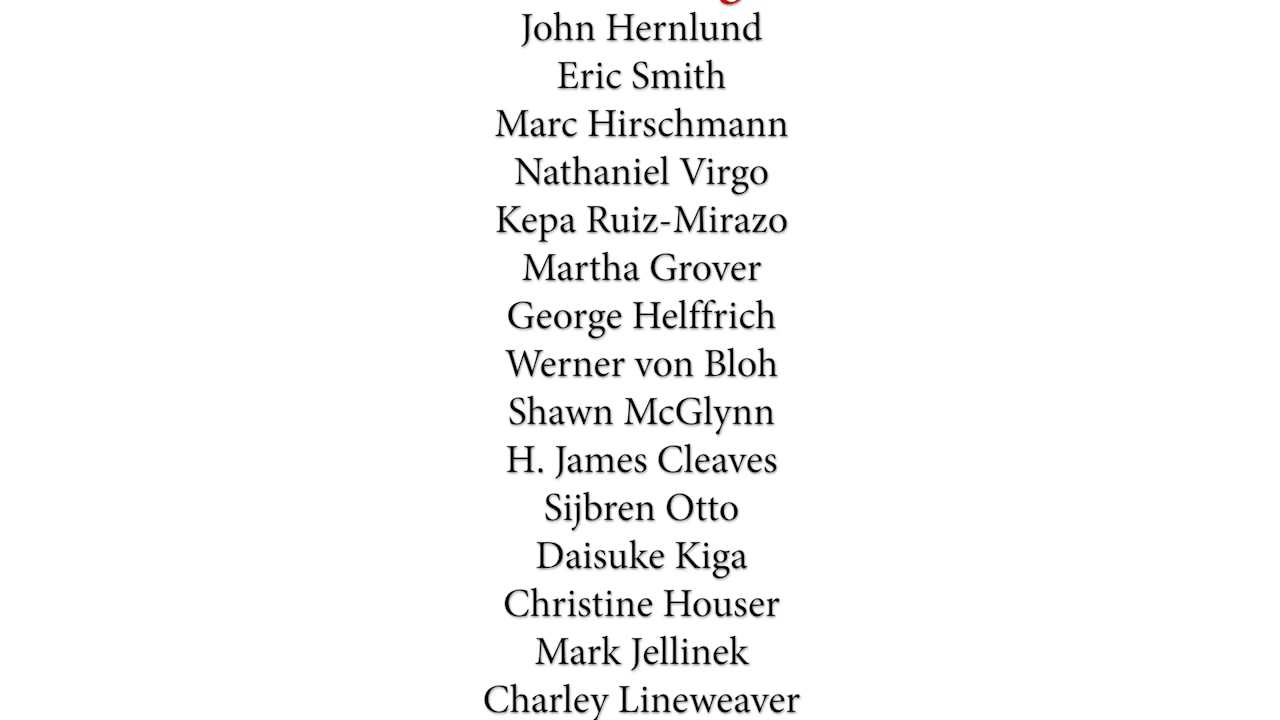 John Hernlund
Eric Smith
Marc Hirschmann
Nathaniel Virgo
Kepa Ruiz-Mirazo
Martha Grover
George Helffrich
Werner von Bloh
Shawn McGlynn
H. James Cleaves
Sijbren Otto
Daisuke Kiga
Christine Houser
Mark Jellinek
Charley Lineweaver